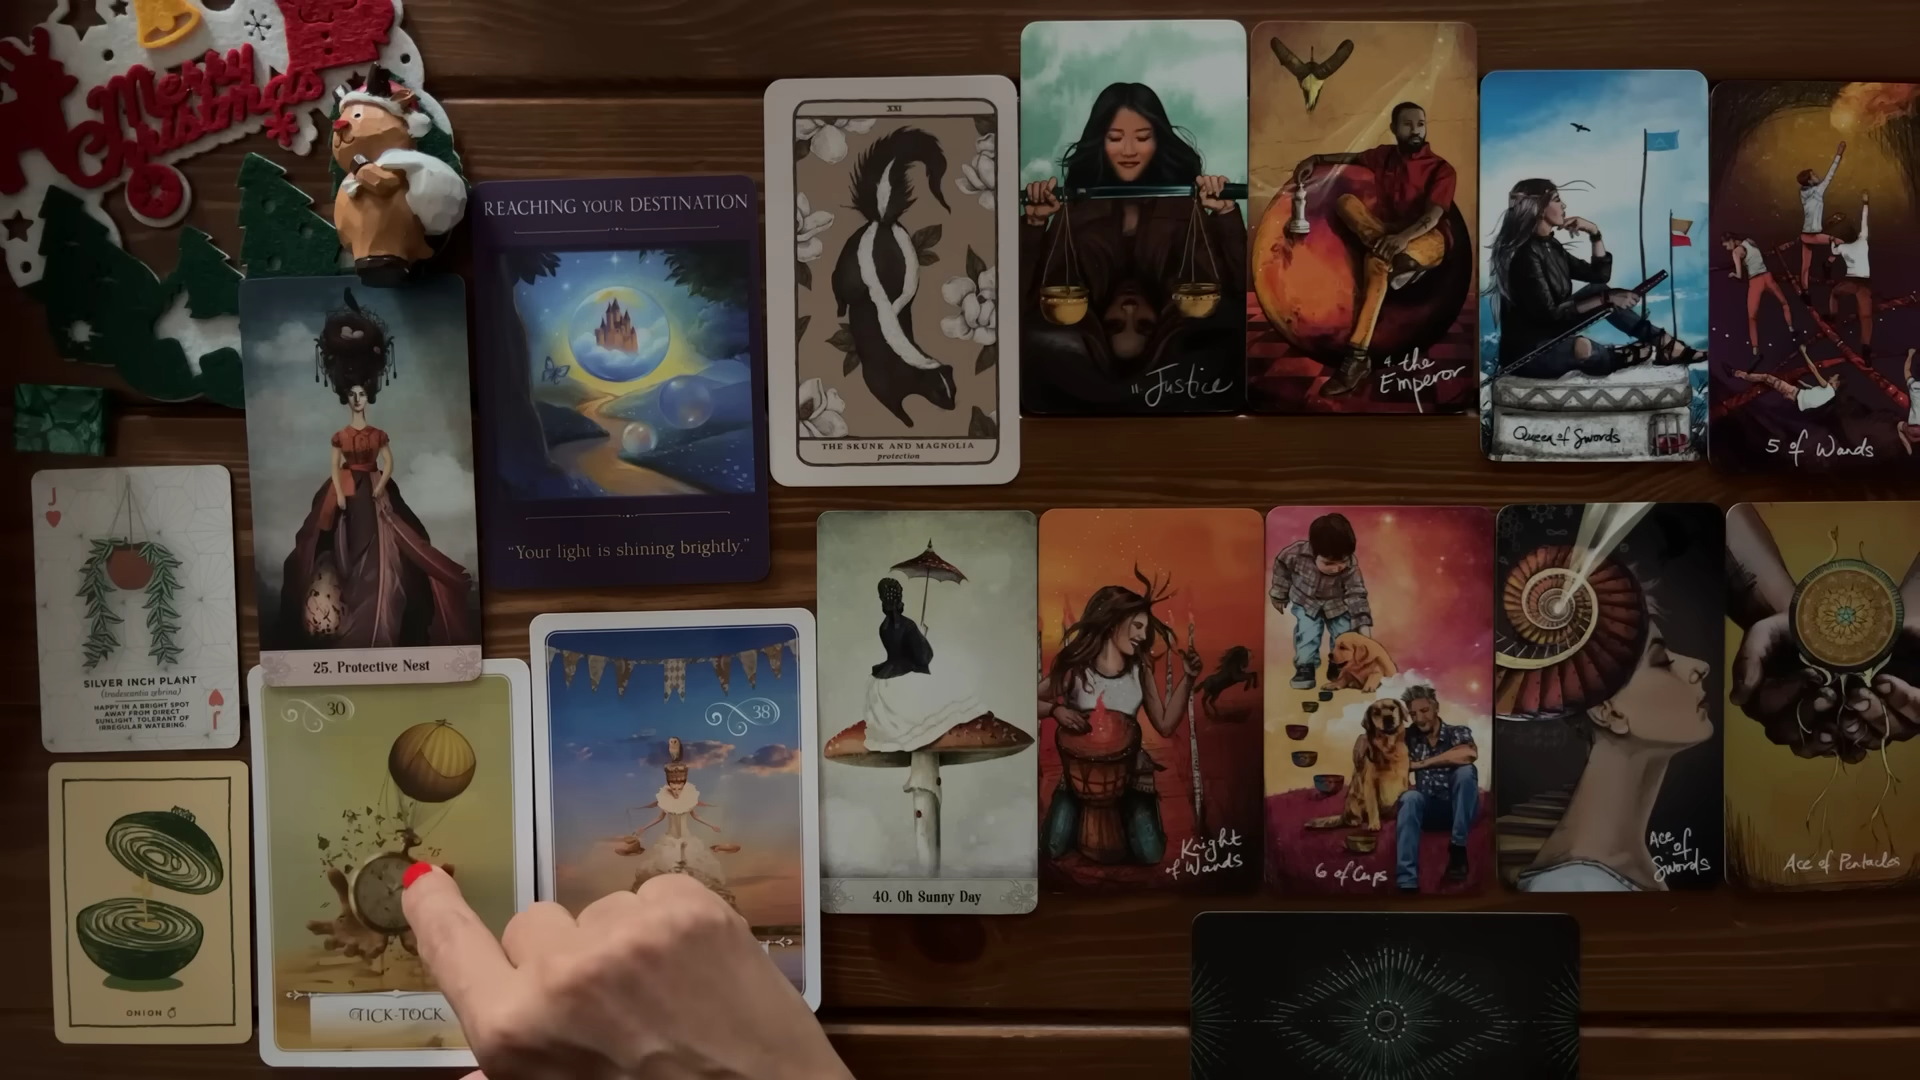 Merry
Christmas
REACHING YOUR DESTINATION
"Your light is shining brightly."
XXI
THE SKUNK AND MAGNOLIA
protection
11 Justice
4 the
Emperor
Queen of Swords
5 of Wands
J
SILVER INCH PLANT
(tradescantia zebrina)
HAPPY IN A BRIGHT SPOT
AWAY FROM DIRECT
SUNLIGHT. TOLERANT OF
IRREGULAR WATERING.
J
25. Protective Nest
30
TICK-TOCK
38
40. Oh Sunny Day
Knight
of Wands
6 of Cups
Ace
of
Swords
Ace of Pentacles
ONION